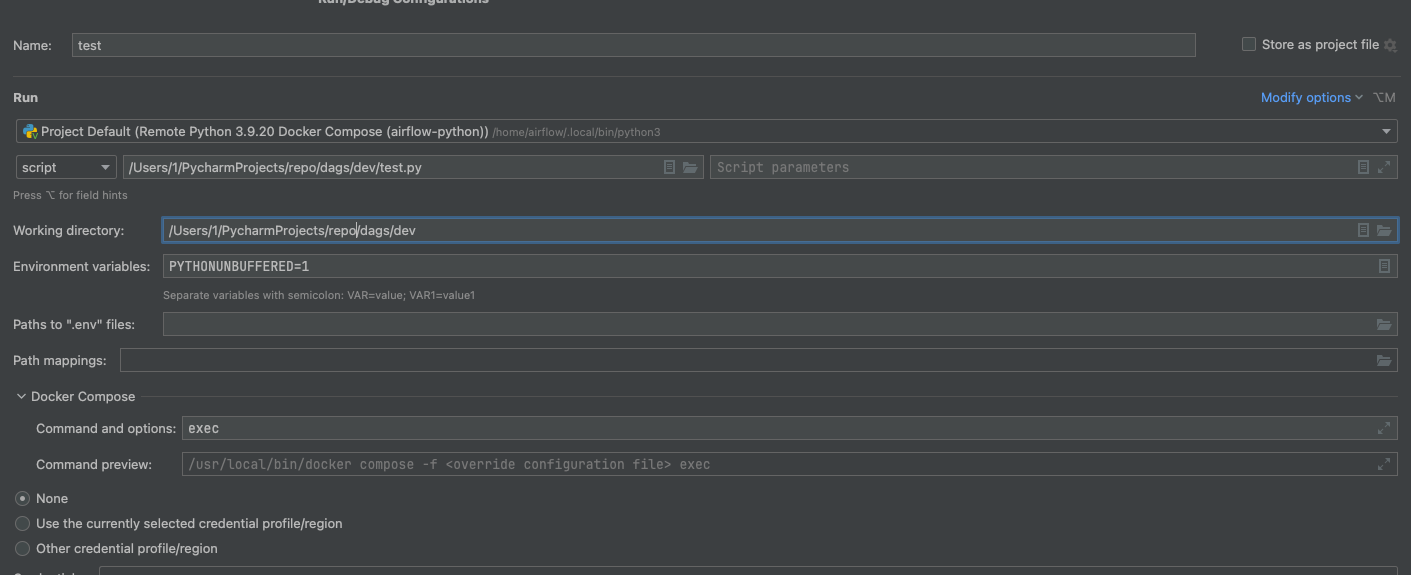 Run/Debug Configurations
Name: test Store as project file
Run Modify options ⌥M
Project Default (Remote Python 3.9.20 Docker Compose (airflow-python)) /home/airflow/.local/bin/python3
script /Users/1/PycharmProjects/repo/dags/dev/test.py Script parameters
Press ⌥ for field hints
Working directory: /Users/1/PycharmProjects/repo/dags/dev
Environment variables: PYTHONUNBUFFERED=1
Separate variables with semicolon: VAR=value; VAR1=value1
Paths to ".env" files:
Path mappings:
Docker Compose
Command and options: exec
Command preview: /usr/local/bin/docker compose -f <override configuration file> exec
None
Use the currently selected credential profile/region
Other credential profile/region